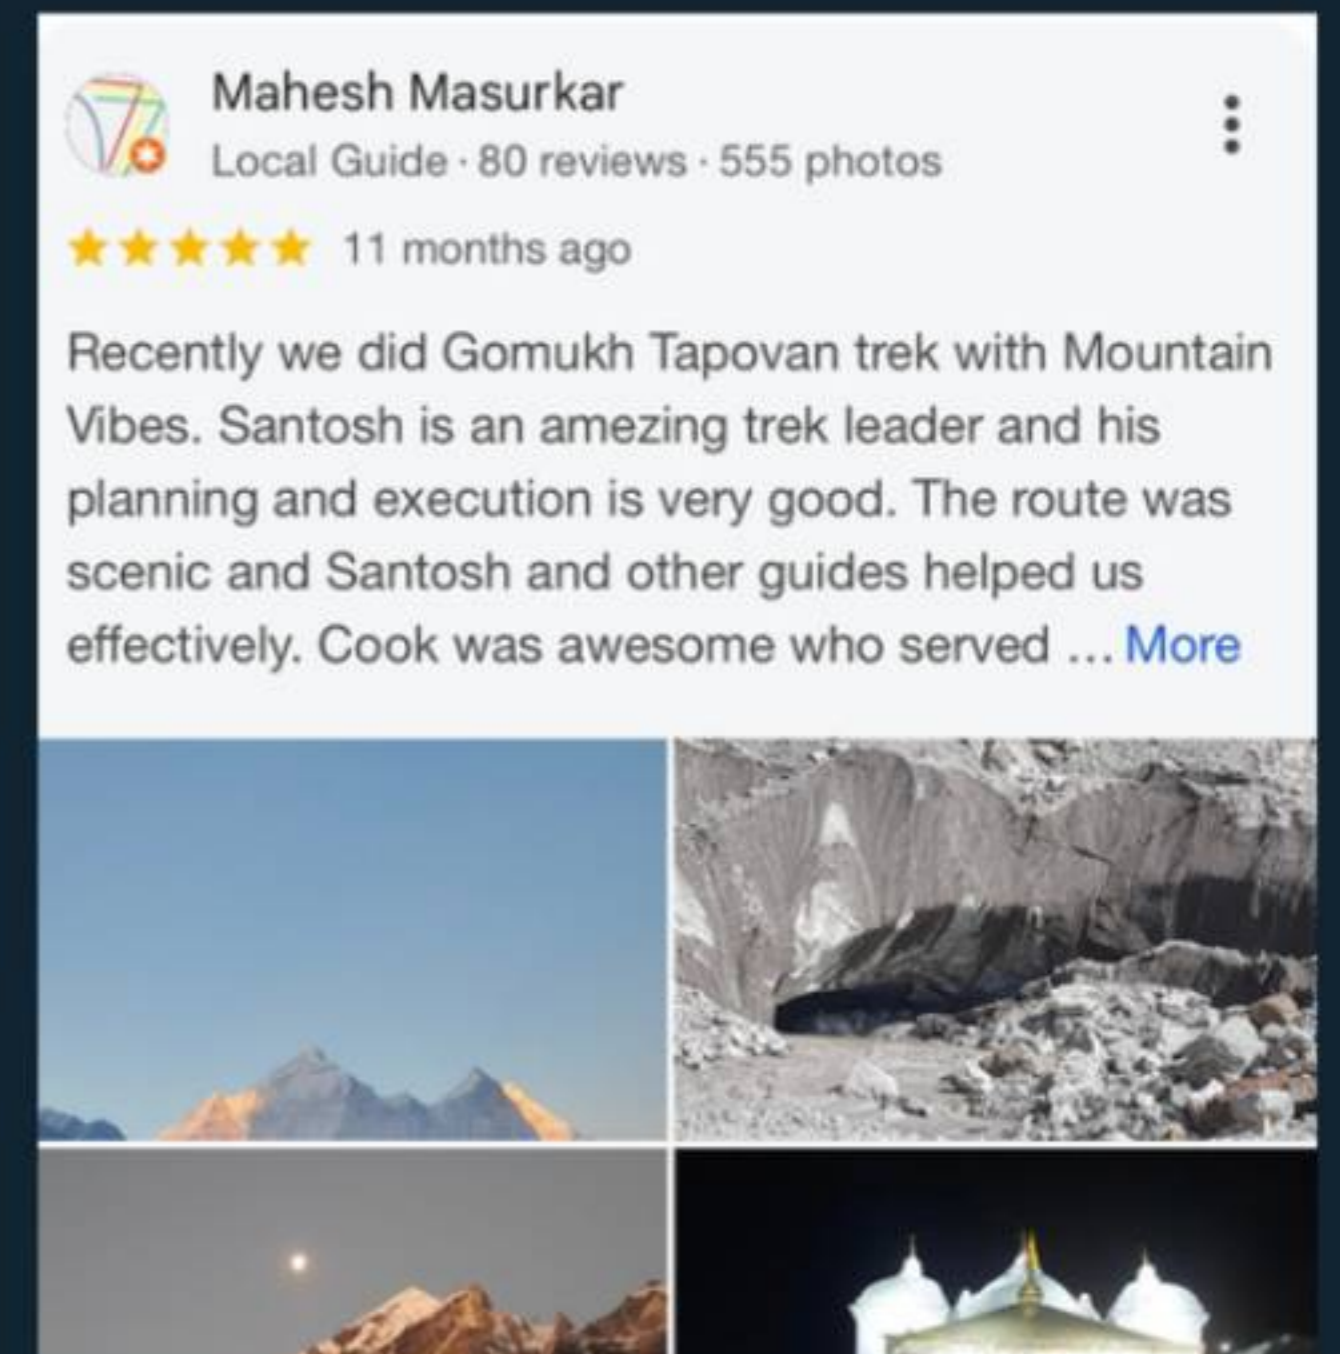 Mahesh Masurkar
Local Guide · 80 reviews · 555 photos
11 months ago
Recently we did Gomukh Tapovan trek with Mountain
Vibes. Santosh is an amezing trek leader and his
planning and execution is very good. The route was
scenic and Santosh and other guides helped us
effectively. Cook was awesome who served ... More